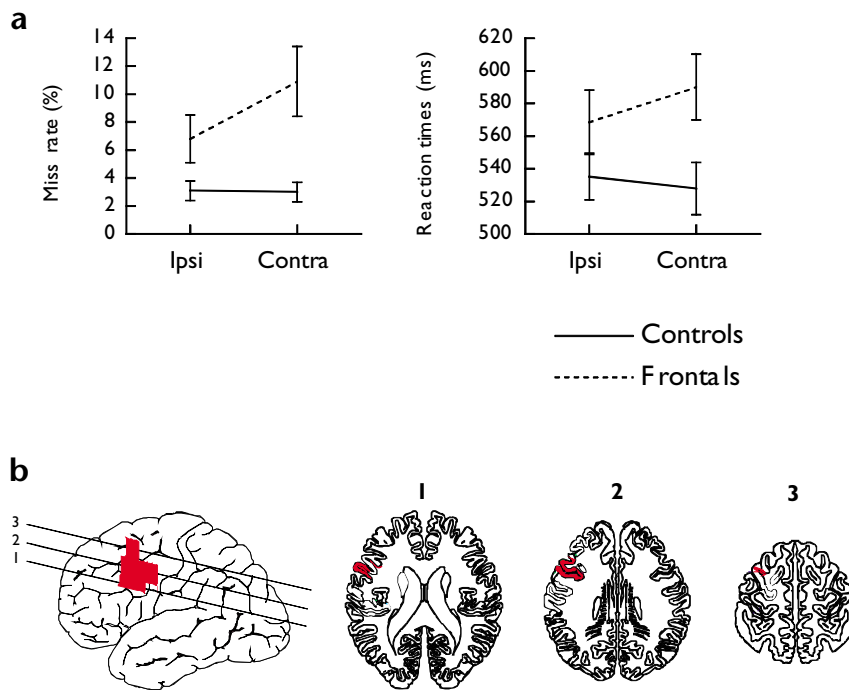 a
Miss rate (%)
14
12
10
8
6
4
2
0
Ipsi Contra
Reaction times (ms)
620
600
580
560
540
520
500
Ipsi Contra
Controls
Frontals
b
3
2
1
1 2 3